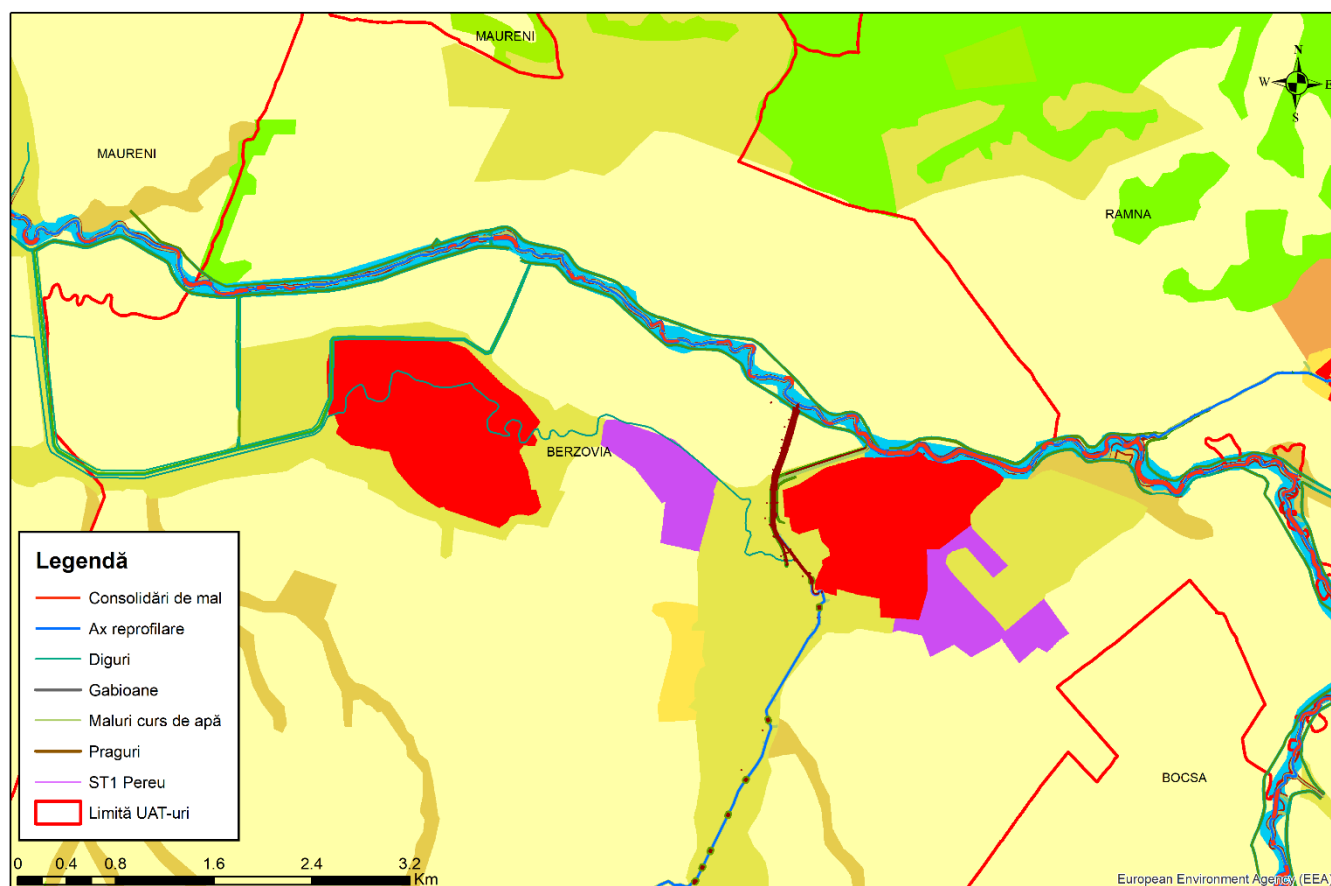 MAURENI
MAURENI
N
W
E
S
RAMNA
BERZOVIA
BOCSA
Legendă
Consolidări de mal
Ax reprofilare
Diguri
Gabioane
Maluri curs de apă
Praguri
ST1 Pereu
Limită UAT-uri
0 0.4 0.8 1.6 2.4 3.2
Km
European Environment Agency (EEA)